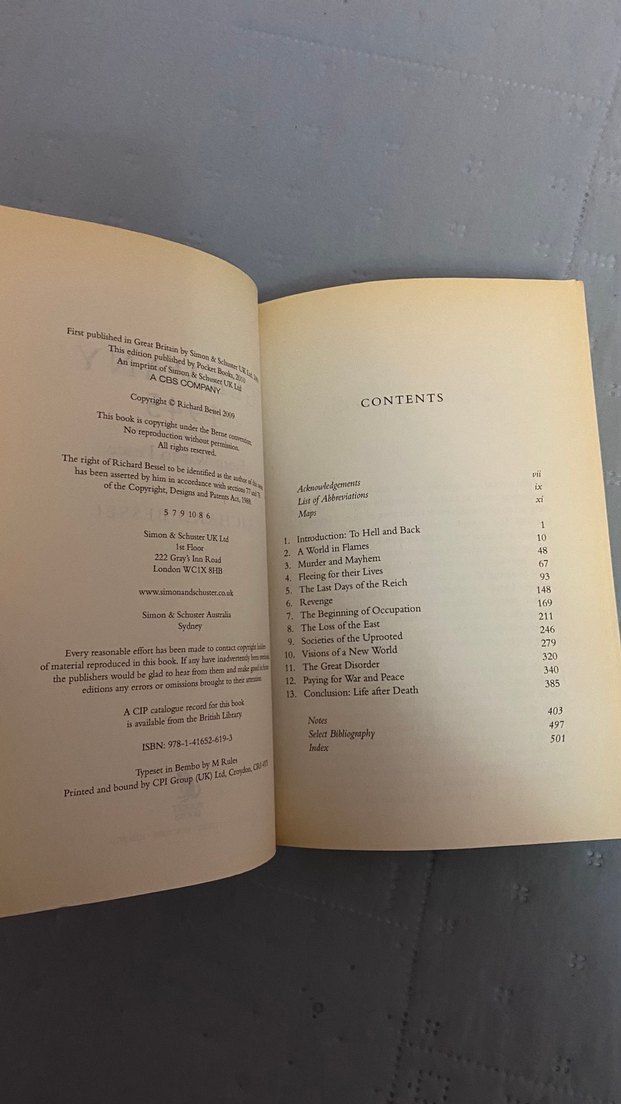 First published in Great Britain by Simon & Schuster UK Ltd,
This edition published by Pocket Books, 2010
An imprint of Simon & Schuster UK Ltd
A CBS COMPANY
Copyright © Richard Bessel 2009
This book is copyright under the Berne convention.
No reproduction without permission.
All rights reserved.
The right of Richard Bessel to be identified as the author of this work
has been asserted by him in accordance with sections 77 and
of the Copyright, Designs and Patents Act, 1988.
5 7 9 10 8 6
Simon & Schuster UK Ltd
1st Floor
222 Gray's Inn Road
London WC1X 8HB
www.simonandschuster.co.uk
Simon & Schuster Australia
Sydney
Every reasonable effort has been made to contact copyright holders
of material reproduced in this book. If any have inadvertently been
the publishers would be glad to hear from them and make good in future
editions any errors or omissions brought to their attention.
A CIP catalogue record for this book
is available from the British Library
ISBN: 978-1-41652-619-3
Typeset in Bembo by M Rules
Printed and bound by CPI Group (UK) Ltd, Croydon,
CONTENTS
Acknowledgements vii
List of Abbreviations ix
Maps xi
1. Introduction: To Hell and Back 1
2. A World in Flames 10
3. Murder and Mayhem 48
4. Fleeing for their Lives 67
5. The Last Days of the Reich 93
6. Revenge 148
7. The Beginning of Occupation 169
8. The Loss of the East 211
9. Societies of the Uprooted 246
10. Visions of a New World 279
11. The Great Disorder 320
12. Paying for War and Peace 340
13. Conclusion: Life after Death 385
Notes 403
Select Bibliography 497
Index 501